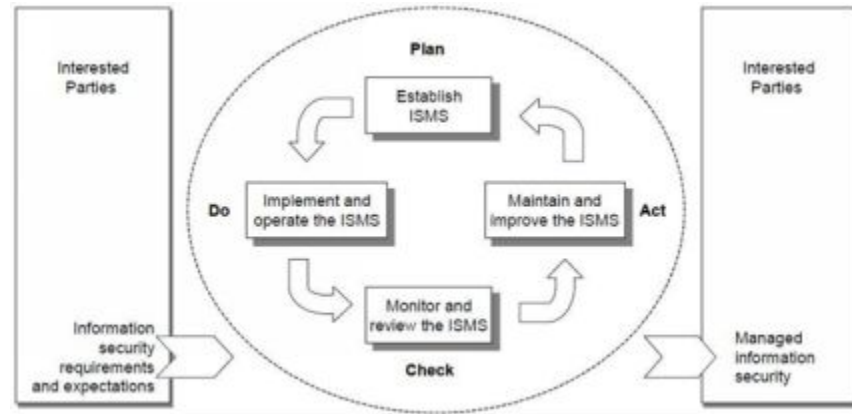 Interested
Parties
Information
security
requirements
and expectations
Plan
Establish
ISMS
Do
Implement and
operate the ISMS
Maintain and
improve the ISMS
Act
Monitor and
review the ISMS
Check
Interested
Parties
Managed
information
security